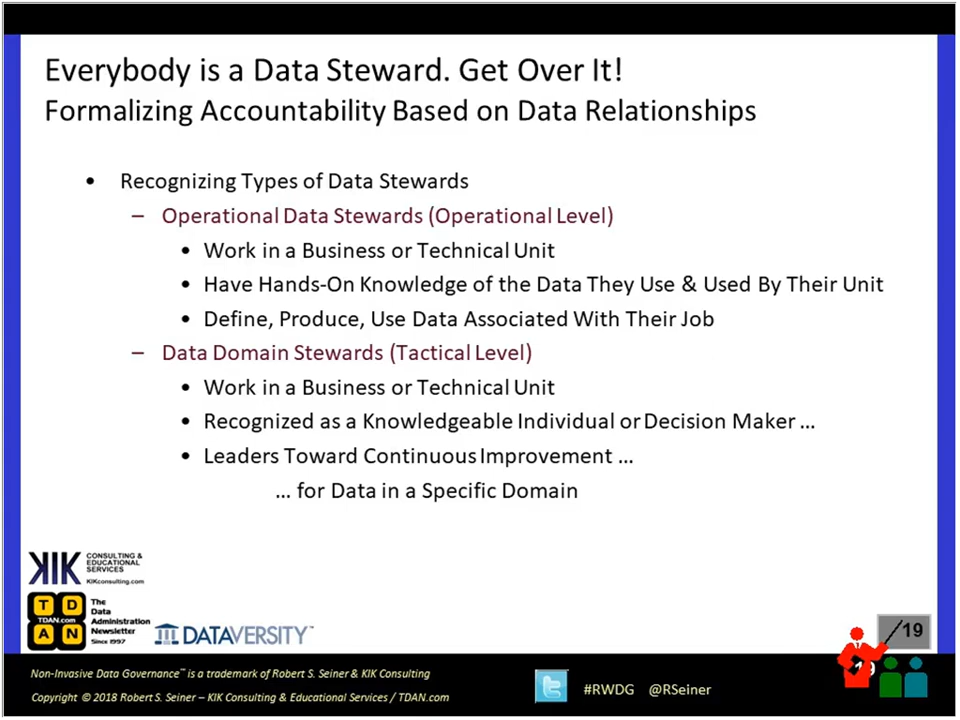 Everybody is a Data Steward. Get Over It!
Formalizing Accountability Based on Data Relationships
• Recognizing Types of Data Stewards
– Operational Data Stewards (Operational Level)
• Work in a Business or Technical Unit
• Have Hands-On Knowledge of the Data They Use & Used By Their Unit
• Define, Produce, Use Data Associated With Their Job
– Data Domain Stewards (Tactical Level)
• Work in a Business or Technical Unit
• Recognized as a Knowledgeable Individual or Decision Maker …
• Leaders Toward Continuous Improvement …
… for Data in a Specific Domain
KIK
CONSULTING &
EDUCATIONAL
SERVICES
KIKconsulting.com
T D
TDAN.com
A N
The
Data
Administration
Newsletter
Since 1997
DATAVERSITY™
19
19
Non-Invasive Data Governance™ is a trademark of Robert S. Seiner & KIK Consulting
Copyright © 2018 Robert S. Seiner – KIK Consulting & Educational Services / TDAN.com
#RWDG @RSeiner